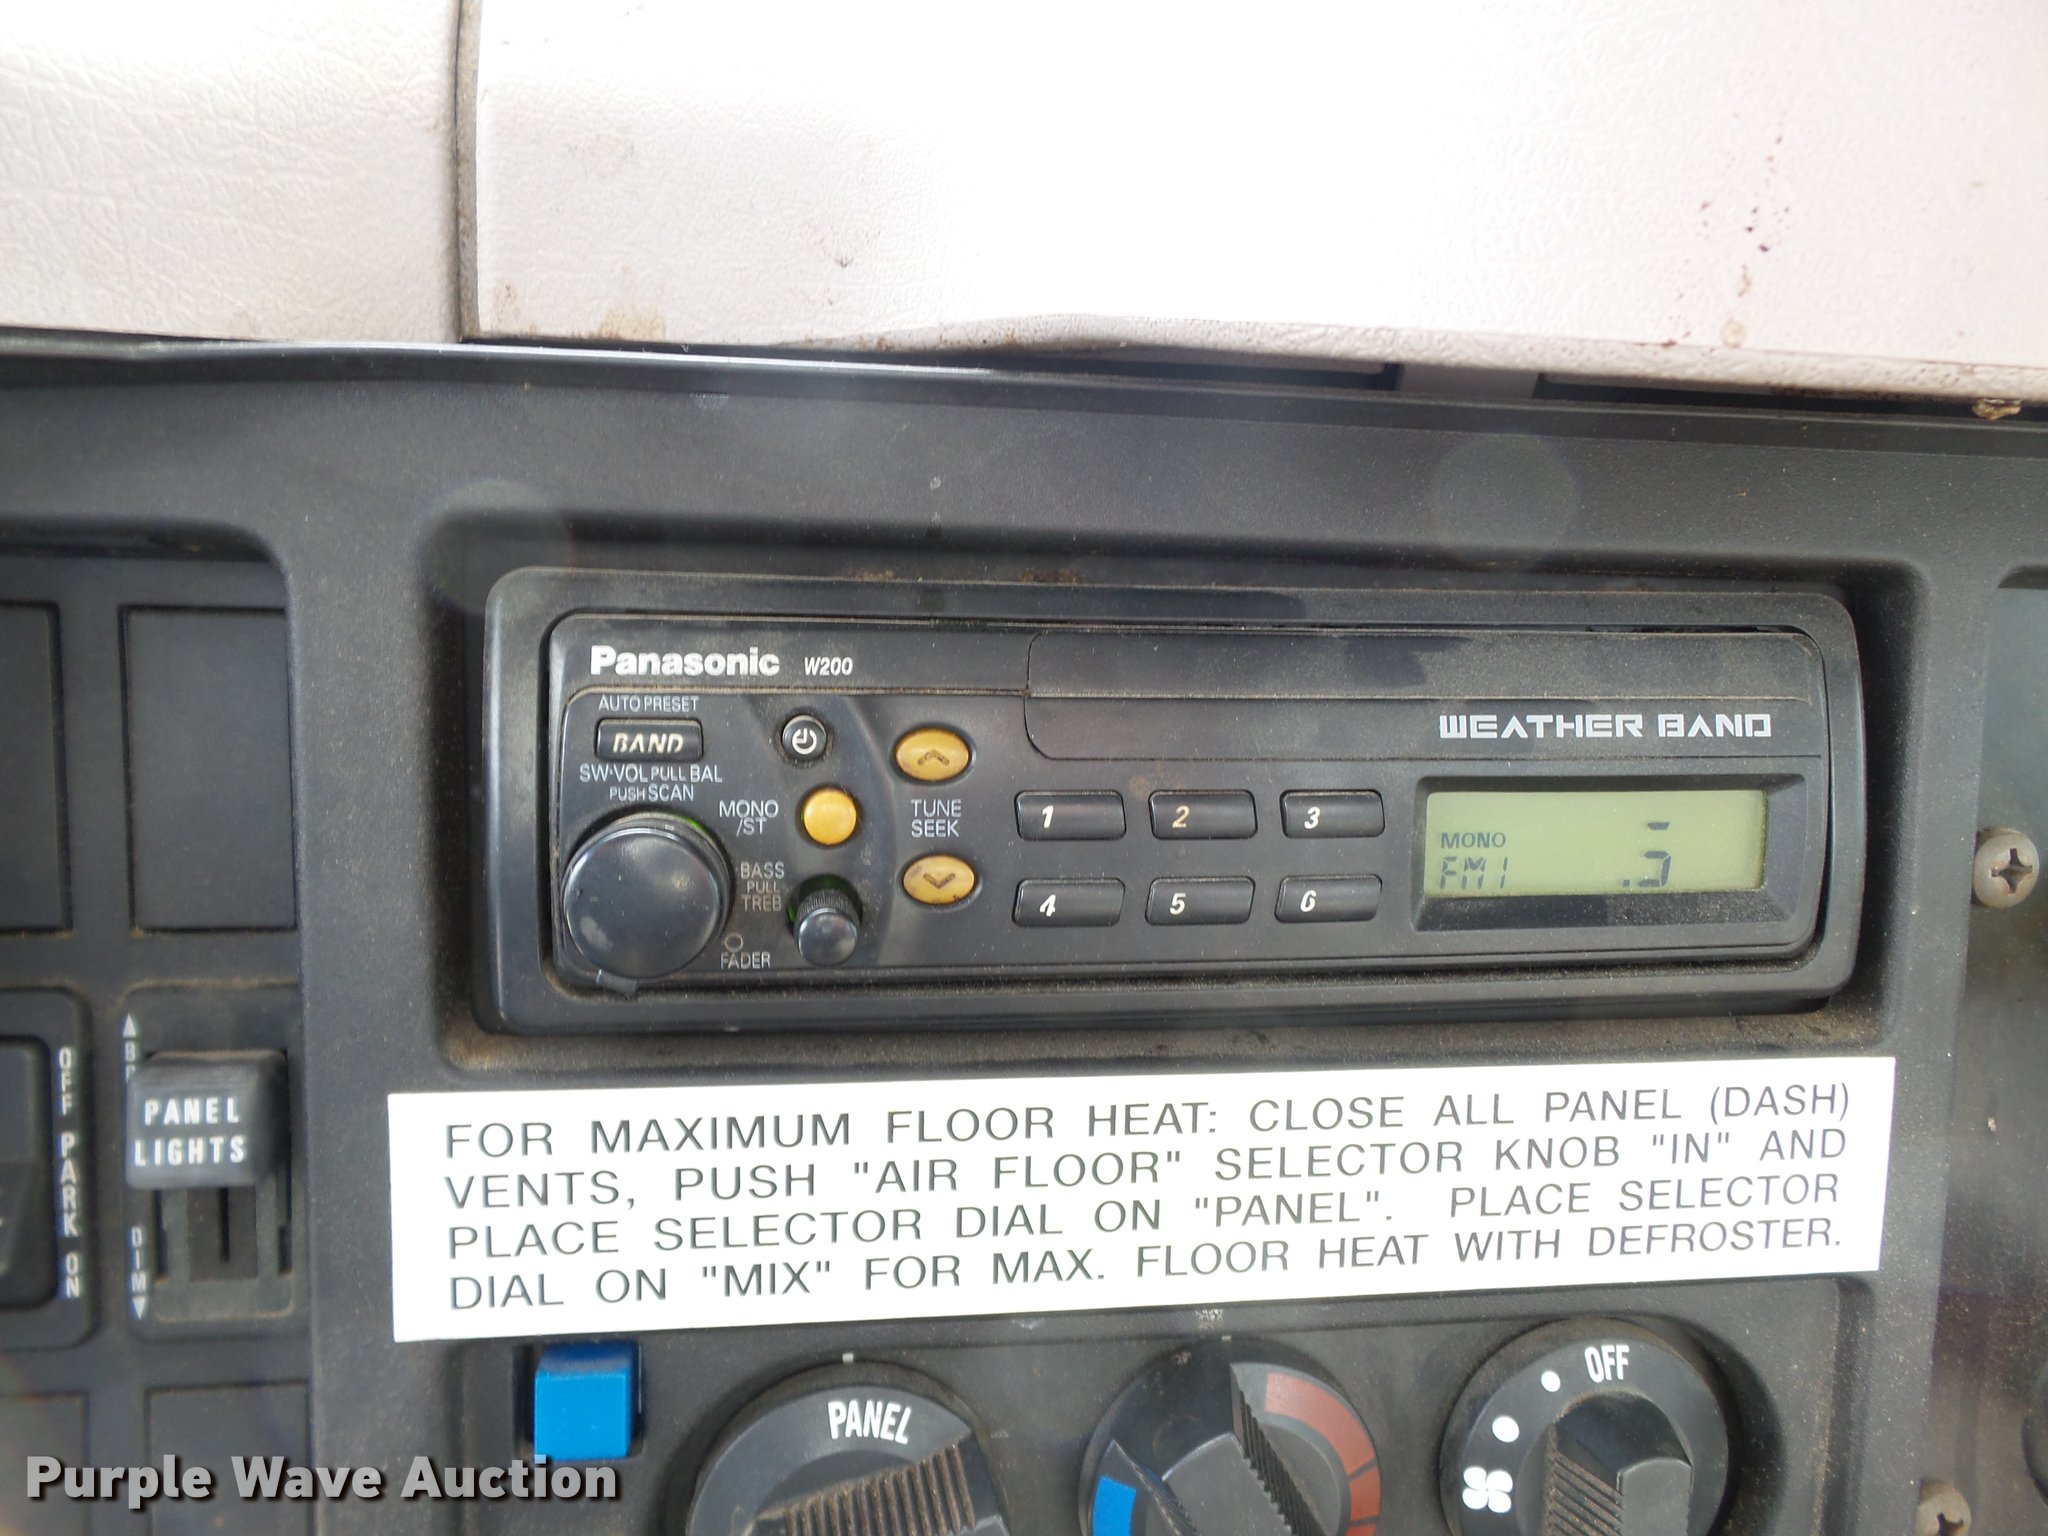 Panasonic W200
AUTO PRESET
BAND
SW·VOL PULL BAL
PUSH SCAN
MONO
/ST
BASS
PULL
TREB
FADER
TUNE
SEEK
1 2 3
4 5 6
WEATHER BAND
MONO
FM1
OFF PARK ON
PANEL
LIGHTS
DIM
FOR MAXIMUM FLOOR HEAT: CLOSE ALL PANEL (DASH)
VENTS, PUSH "AIR FLOOR" SELECTOR KNOB "IN" AND
PLACE SELECTOR DIAL ON "PANEL". PLACE SELECTOR
DIAL ON "MIX" FOR MAX. FLOOR HEAT WITH DEFROSTER.
PANEL
OFF
Purple Wave Auction